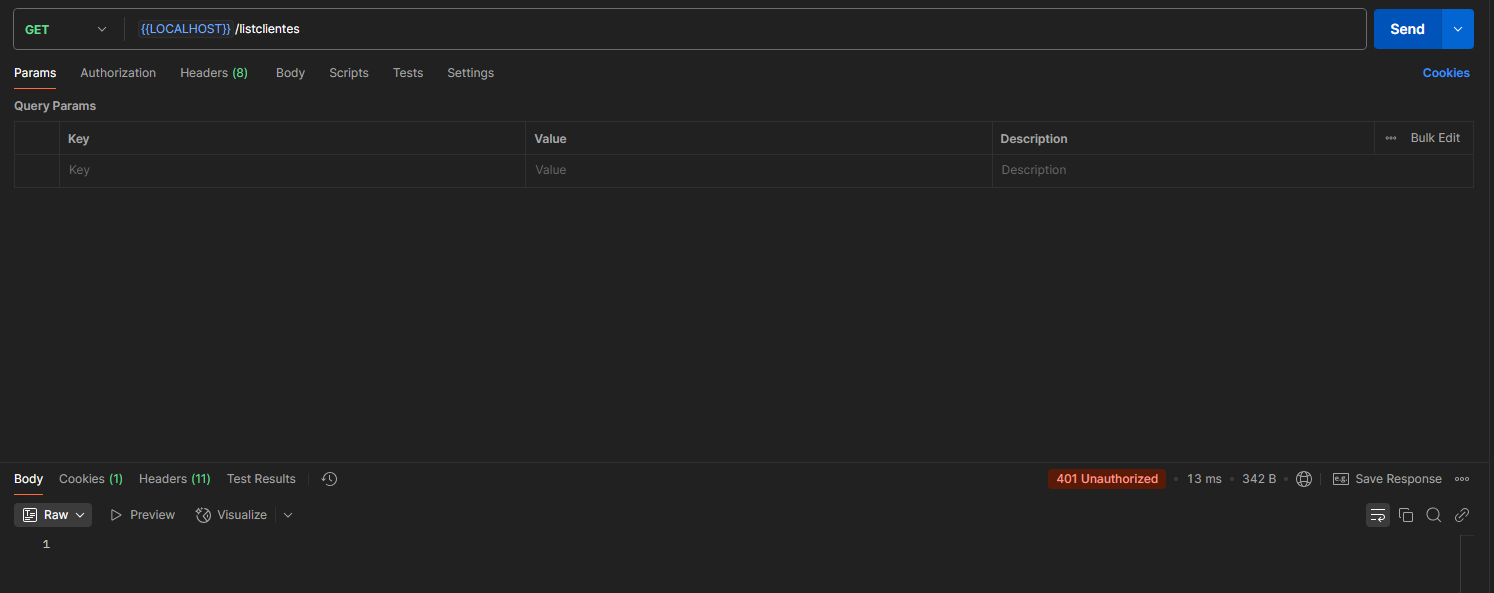 GET {{LOCALHOST}} /listclientes Send
Params Authorization Headers (8) Body Scripts Tests Settings Cookies
Query Params
Key Value Description Bulk Edit
Key Value Description
Body Cookies (1) Headers (11) Test Results 401 Unauthorized 13 ms 342 B e.g. Save Response
Raw Preview Visualize
1